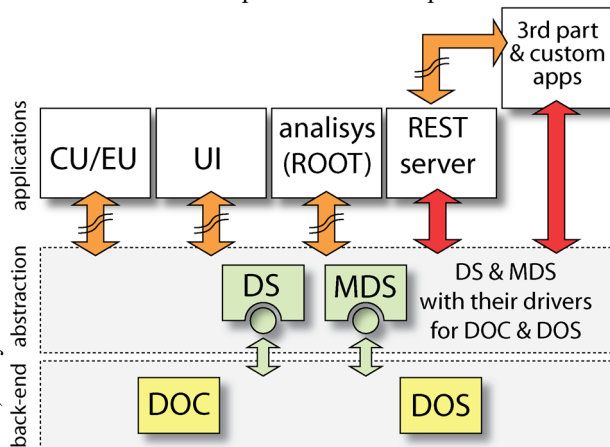 3rd part
& custom
apps
applications
CU/EU
UI
analisys
(ROOT)
REST
server
abstraction
DS
MDS
DS & MDS
with their drivers
for DOC & DOS
back-end
DOC
DOS